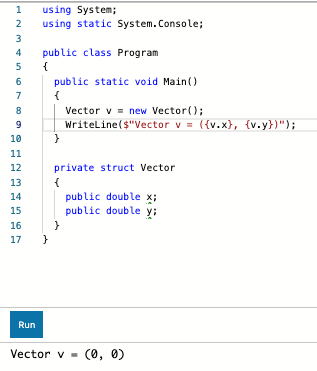 1 using System;
2 using static System.Console;
3
4 public class Program
5 {
6 public static void Main()
7 {
8 Vector v = new Vector();
9 WriteLine($"Vector v = ({v.x}, {v.y})");
10 }
11
12 private struct Vector
13 {
14 public double x;
15 public double y;
16 }
17 }
Run
Vector v = (0, 0)